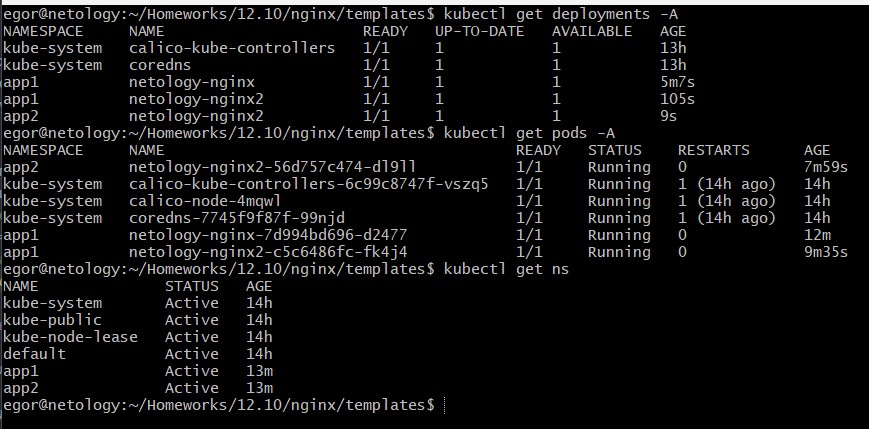 egor@netology:~/Homeworks/12.10/nginx/templates$ kubectl get deployments -A
NAMESPACE NAME READY UP-TO-DATE AVAILABLE AGE
kube-system calico-kube-controllers 1/1 1 1 13h
kube-system coredns 1/1 1 1 13h
app1 netology-nginx 1/1 1 1 5m7s
app1 netology-nginx2 1/1 1 1 105s
app2 netology-nginx2 1/1 1 1 9s
egor@netology:~/Homeworks/12.10/nginx/templates$ kubectl get pods -A
NAMESPACE NAME READY STATUS RESTARTS AGE
app2 netology-nginx2-56d757c474-dl9ll 1/1 Running 0 7m59s
kube-system calico-kube-controllers-6c99c8747f-vszq5 1/1 Running 1 (14h ago) 14h
kube-system calico-node-4mqwl 1/1 Running 1 (14h ago) 14h
kube-system coredns-7745f9f87f-99njd 1/1 Running 1 (14h ago) 14h
app1 netology-nginx-7d994bd696-d2477 1/1 Running 0 12m
app1 netology-nginx2-c5c6486fc-fk4j4 1/1 Running 0 9m35s
egor@netology:~/Homeworks/12.10/nginx/templates$ kubectl get ns
NAME STATUS AGE
kube-system Active 14h
kube-public Active 14h
kube-node-lease Active 14h
default Active 14h
app1 Active 13m
app2 Active 13m
egor@netology:~/Homeworks/12.10/nginx/templates$